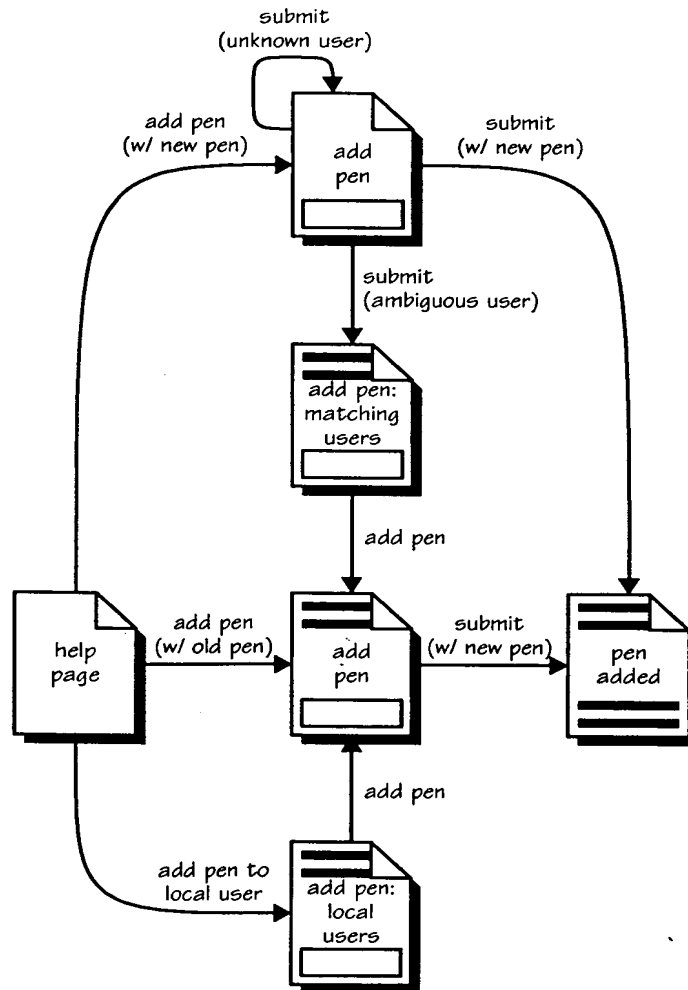 submit
(unknown user)
add pen
(w/ new pen)
add
pen
submit
(w/ new pen)
submit
(ambiguous user)
add pen:
matching
users
add pen
help
page
add pen
(w/ old pen)
add
pen
submit
(w/ new pen)
pen
added
add pen
add pen to
local user
add pen:
local
users